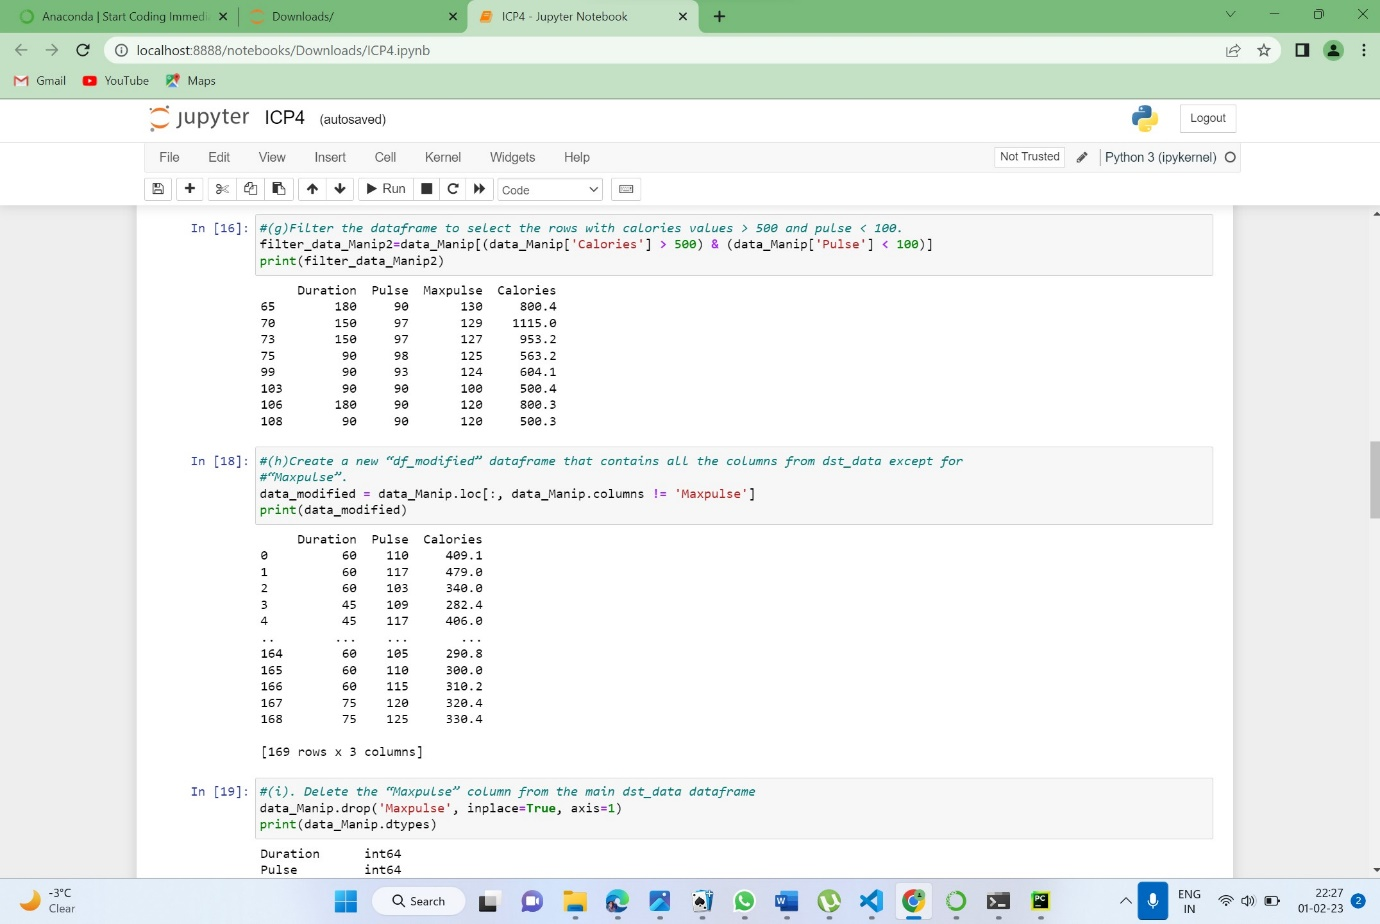 Anaconda | Start Coding Immedi
Downloads/
ICP4 - Jupyter Notebook
localhost:8888/notebooks/Downloads/ICP4.ipynb
Gmail YouTube Maps
jupyter ICP4 (autosaved)
Logout
File Edit View Insert Cell Kernel Widgets Help
Not Trusted
Python 3 (ipykernel)
Run
Code
In [16]:
#(g)Filter the dataframe to select the rows with calories values > 500 and pulse < 100.
filter_data_Manip2=data_Manip[(data_Manip['Calories'] > 500) & (data_Manip['Pulse'] < 100)]
print(filter_data_Manip2)
Duration Pulse Maxpulse Calories
65 180 90 130 800.4
70 150 97 129 1115.0
73 150 97 127 953.2
75 90 98 125 563.2
99 90 93 124 604.1
103 90 90 100 500.4
106 180 90 120 800.3
108 90 90 120 500.3
In [18]:
#(h)Create a new “df_modified” dataframe that contains all the columns from dst_data except for
#“Maxpulse”.
data_modified = data_Manip.loc[:, data_Manip.columns != 'Maxpulse']
print(data_modified)
Duration Pulse Calories
0 60 110 409.1
1 60 117 479.0
2 60 103 340.0
3 45 109 282.4
4 45 117 406.0
.. ... ... ...
164 60 105 290.8
165 60 110 300.0
166 60 115 310.2
167 75 120 320.4
168 75 125 330.4
[169 rows x 3 columns]
In [19]:
#(i). Delete the “Maxpulse” column from the main dst_data dataframe
data_Manip.drop('Maxpulse', inplace=True, axis=1)
print(data_Manip.dtypes)
Duration int64
Pulse int64
-3°C
Clear
Search
W
PC
ENG
IN
22:27
01-02-23
2